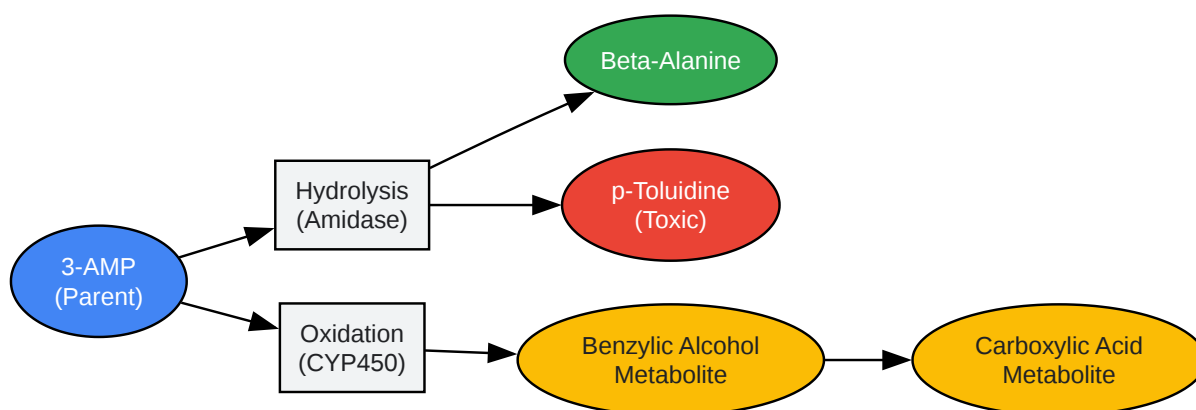 3-AMP
(Parent)
Hydrolysis
(Amidase)
Beta-Alanine
p-Toluidine
(Toxic)
Oxidation
(CYP450)
Benzylic Alcohol
Metabolite
Carboxylic Acid
Metabolite